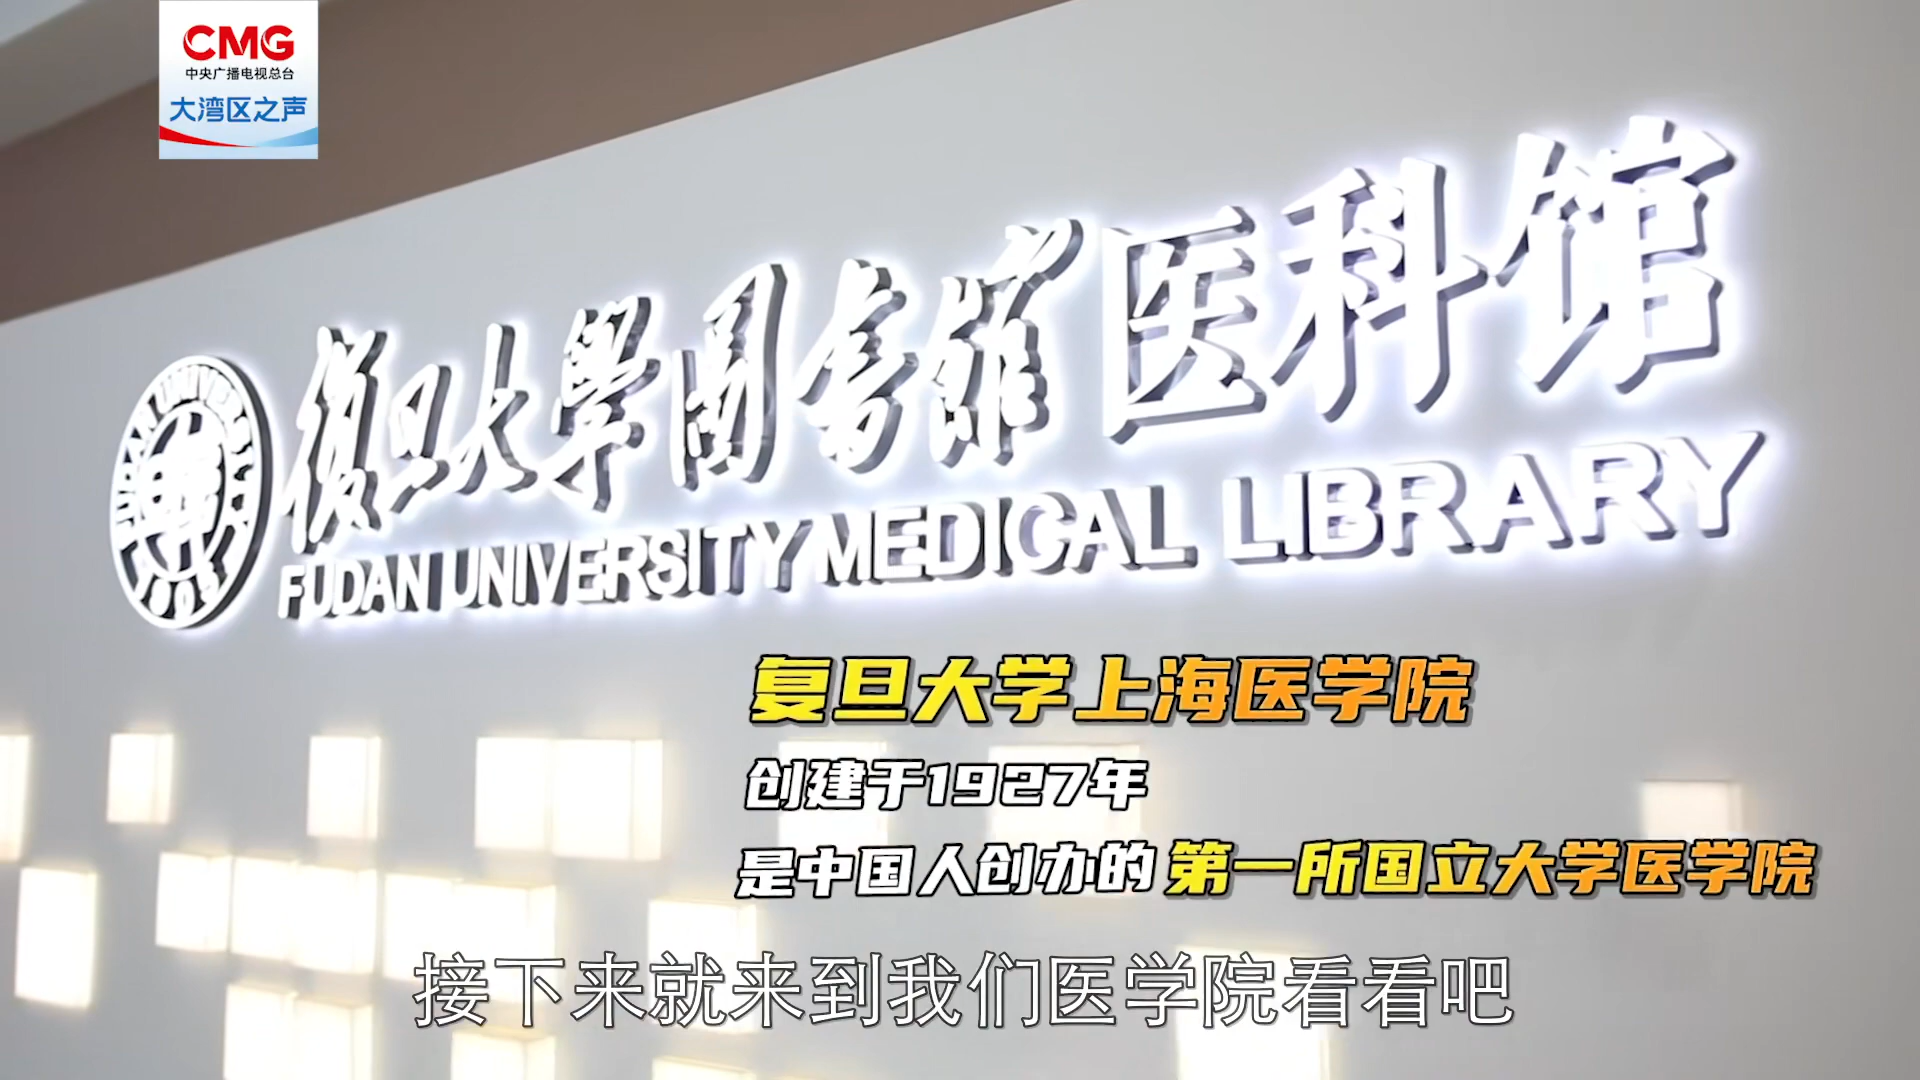 CMG
中央广播电视总台
大湾区之声
復旦大學圖書館医科馆
FUDAN UNIVERSITY MEDICAL LIBRARY
复旦大学上海医学院
创建于1927年
是中国人创办的第一所国立大学医学院
接下来就来到我们医学院看看吧